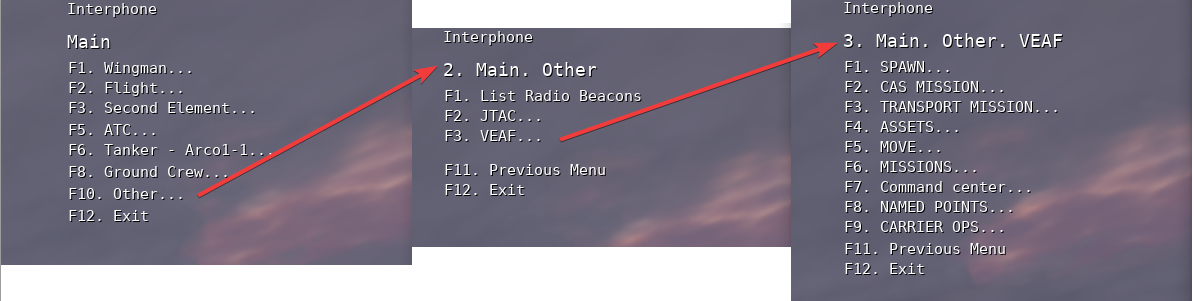 Interphone
Main
F1. Wingman...
F2. Flight...
F3. Second Element...
F5. ATC...
F6. Tanker - Arco1-1...
F8. Ground Crew...
F10. Other...
F12. Exit
Interphone
2. Main. Other
F1. List Radio Beacons
F2. JTAC...
F3. VEAF...
F11. Previous Menu
F12. Exit
Interphone
3. Main. Other. VEAF
F1. SPAWN...
F2. CAS MISSION...
F3. TRANSPORT MISSION...
F4. ASSETS...
F5. MOVE...
F6. MISSIONS...
F7. Command center...
F8. NAMED POINTS...
F9. CARRIER OPS...
F11. Previous Menu
F12. Exit